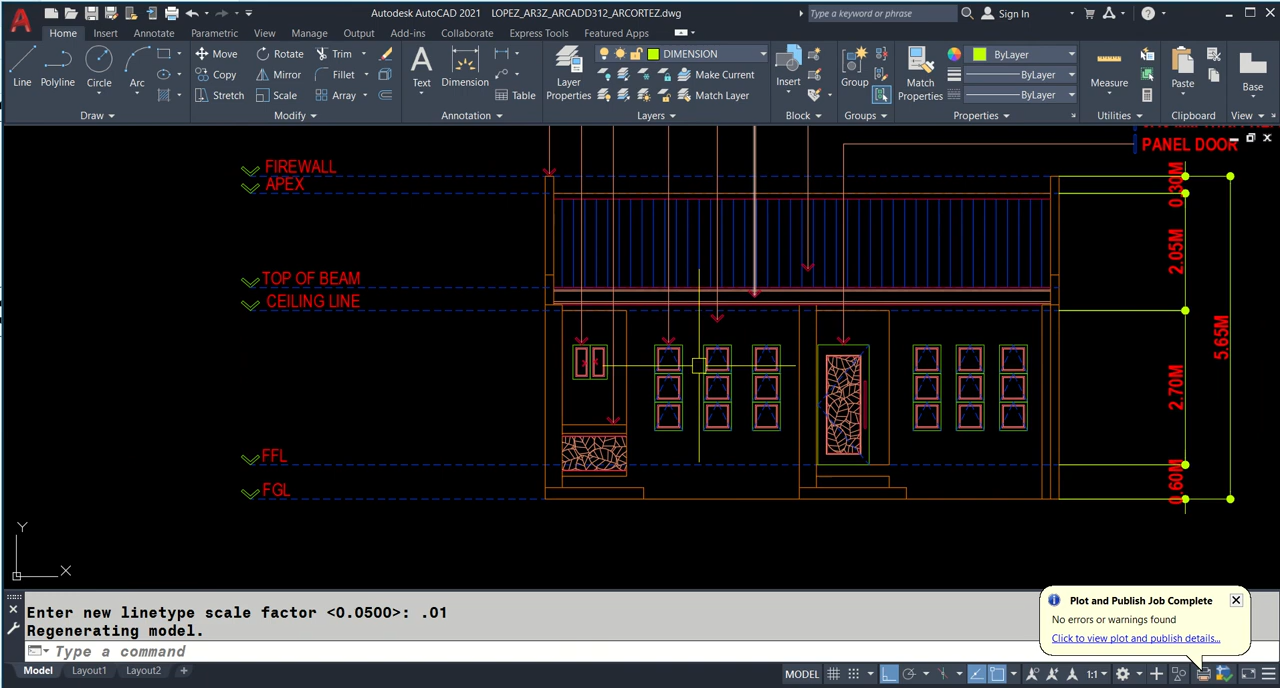 Autodesk AutoCAD 2021 LOPEZ_AR3Z_ARCADD312_ARCORTEZ.dwg
Type a keyword or phrase
Sign In
Home Insert Annotate Parametric View Manage Output Add-ins Collaborate Express Tools Featured Apps
Line
Polyline
Circle
Arc
Move
Rotate
Trim
Copy
Mirror
Fillet
Stretch
Scale
Array
Text
Dimension
Table
Layer
Properties
DIMENSION
Make Current
Match Layer
Insert
Group
Match
Properties
ByLayer
ByLayer
ByLayer
Measure
Paste
Base
Draw Modify Annotation Layers Block Groups Properties Utilities Clipboard View
PANEL DOOR
FIREWALL
APEX
TOP OF BEAM
CEILING LINE
FFL
FGL
0.30M
2.05M
5.65M
2.70M
0.60M
Y
X
Enter new linetype scale factor <0.0500>: .01
Regenerating model.
Type a command
Plot and Publish Job Complete
No errors or warnings found
Click to view plot and publish details...
Model Layout1 Layout2 +
MODEL
1:1